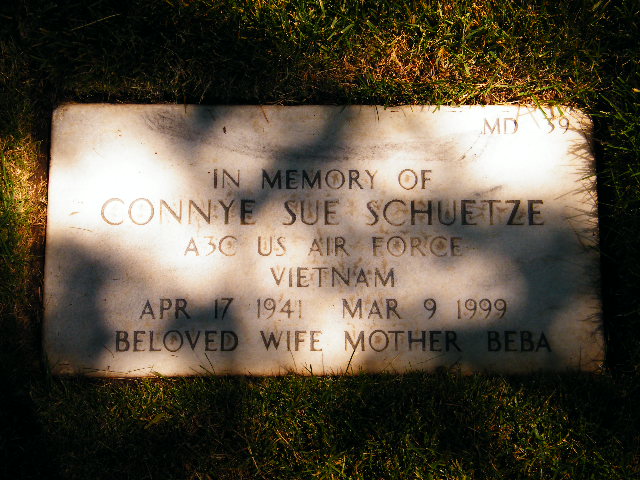 MD 59
IN MEMORY OF
CONNYE SUE SCHUETZE
A3C US AIR FORCE
VIETNAM
APR 17 1941 MAR 9 1999
BELOVED WIFE MOTHER BEBA